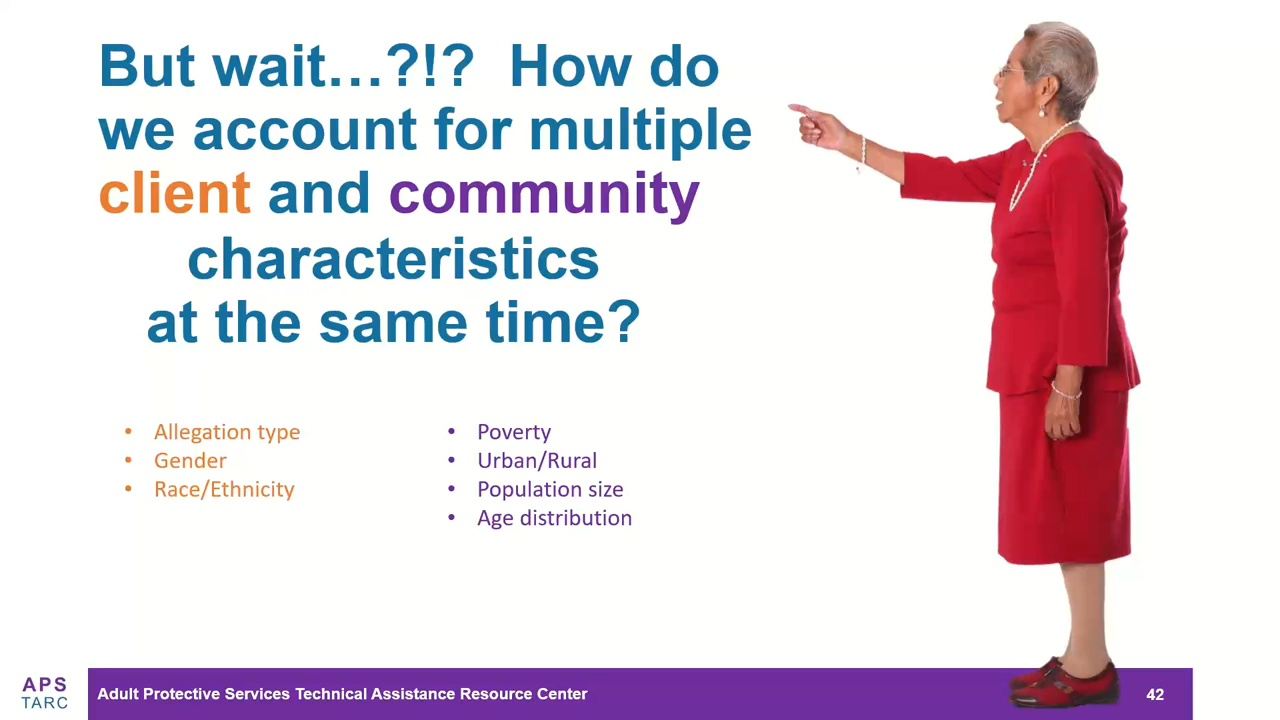 But wait…?!?  How do
we account for multiple
client and community
characteristics
at the same time?
• Allegation type
• Gender
• Race/Ethnicity
• Poverty
• Urban/Rural
• Population size
• Age distribution
APS
TARC
Adult Protective Services Technical Assistance Resource Center
42